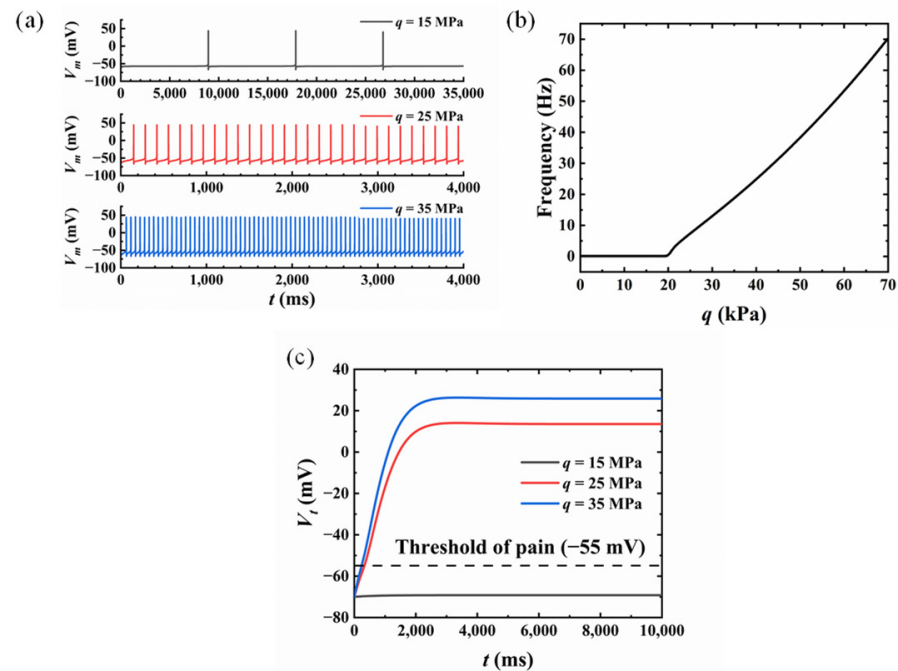 (a)
q = 15 MPa
V_m (mV)
50
0
−50
−100
0 5,000 10,000 15,000 20,000 25,000 30,000 35,000
q = 25 MPa
V_m (mV)
50
0
−50
−100
0 1,000 2,000 3,000 4,000
q = 35 MPa
V_m (mV)
50
0
−50
−100
0 1,000 2,000 3,000 4,000
t (ms)
(b)
Frequency (Hz)
70
60
50
40
30
20
10
0
0 10 20 30 40 50 60 70
q (kPa)
(c)
V_t (mV)
40
20
0
−20
−40
−60
−80
q = 15 MPa
q = 25 MPa
q = 35 MPa
Threshold of pain (−55 mV)
0 2,000 4,000 6,000 8,000 10,000
t (ms)